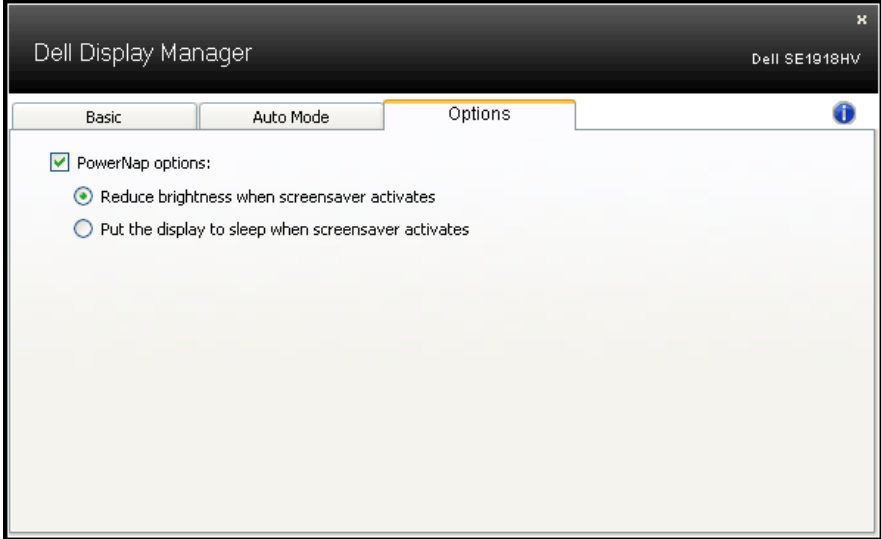 Dell Display Manager
Dell SE1918HV
Basic
Auto Mode
Options
PowerNap options:
Reduce brightness when screensaver activates
Put the display to sleep when screensaver activates